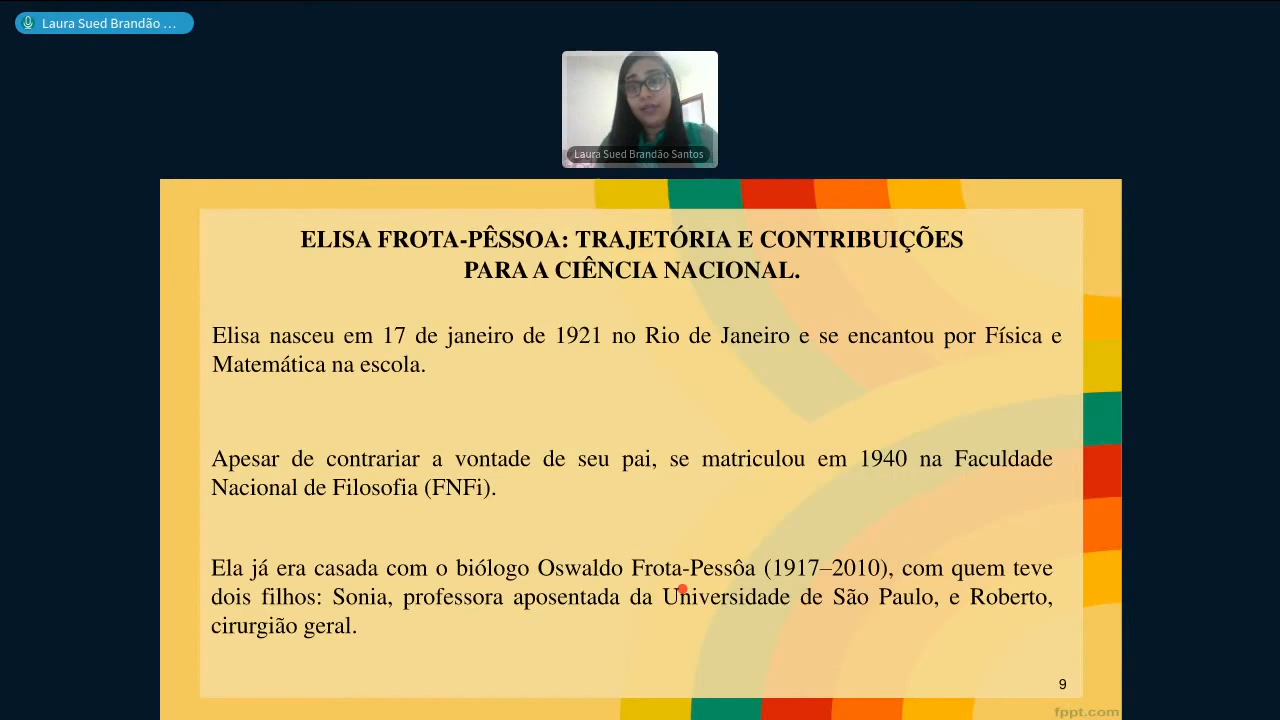 Laura Sued Brandão ...
Laura Sued Brandão Santos
ELISA FROTA-PÊSSOA: TRAJETÓRIA E CONTRIBUIÇÕES
PARA A CIÊNCIA NACIONAL.
Elisa nasceu em 17 de janeiro de 1921 no Rio de Janeiro e se encantou por Física e
Matemática na escola.
Apesar de contrariar a vontade de seu pai, se matriculou em 1940 na Faculdade
Nacional de Filosofia (FNFi).
Ela já era casada com o biólogo Oswaldo Frota-Pessôa (1917–2010), com quem teve
dois filhos: Sonia, professora aposentada da Universidade de São Paulo, e Roberto,
cirurgião geral.
9
fppt.com